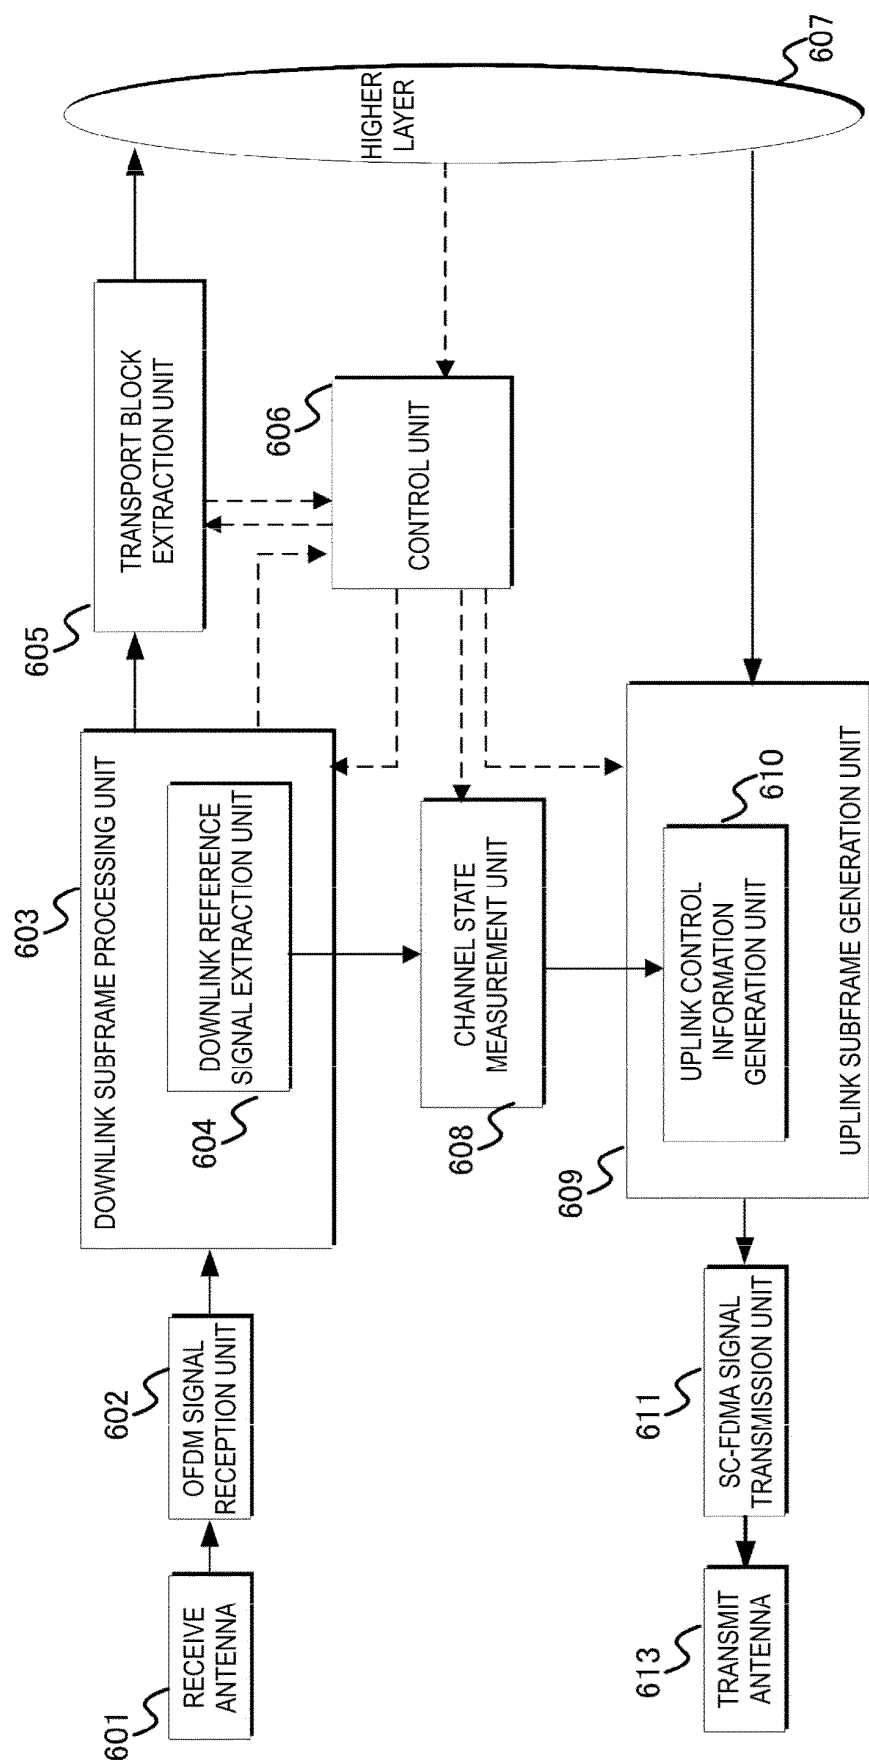 601
RECEIVE
ANTENNA
602
OFDM SIGNAL
RECEPTION UNIT
603
DOWNLINK SUBFRAME PROCESSING UNIT
604
DOWNLINK REFERENCE
SIGNAL EXTRACTION UNIT
605
TRANSPORT BLOCK
EXTRACTION UNIT
606
CONTROL UNIT
HIGHER
LAYER
607
608
CHANNEL STATE
MEASUREMENT UNIT
609
610
UPLINK CONTROL
INFORMATION
GENERATION UNIT
UPLINK SUBFRAME GENERATION UNIT
611
SC-FDMA SIGNAL
TRANSMISSION UNIT
613
TRANSMIT
ANTENNA